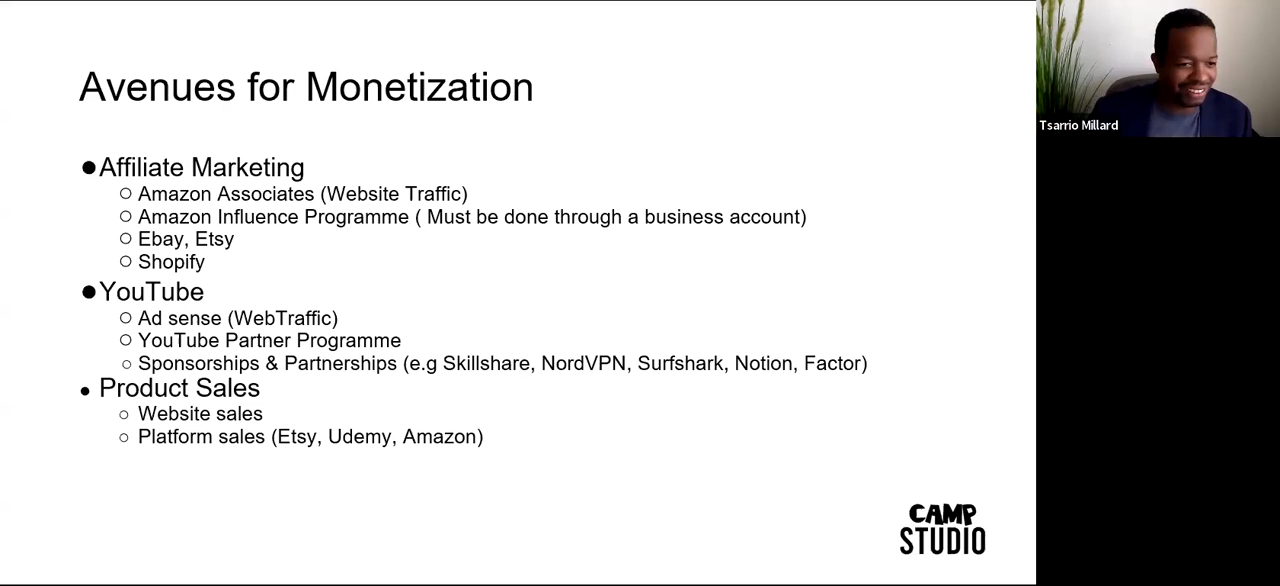 Avenues for Monetization
●Affiliate Marketing
○ Amazon Associates (Website Traffic)
○ Amazon Influence Programme ( Must be done through a business account)
○ Ebay, Etsy
○ Shopify
●YouTube
○ Ad sense (WebTraffic)
○ YouTube Partner Programme
○ Sponsorships & Partnerships (e.g Skillshare, NordVPN, Surfshark, Notion, Factor)
● Product Sales
○ Website sales
○ Platform sales (Etsy, Udemy, Amazon)
CAMP
STUDIO
Tsarrio Millard